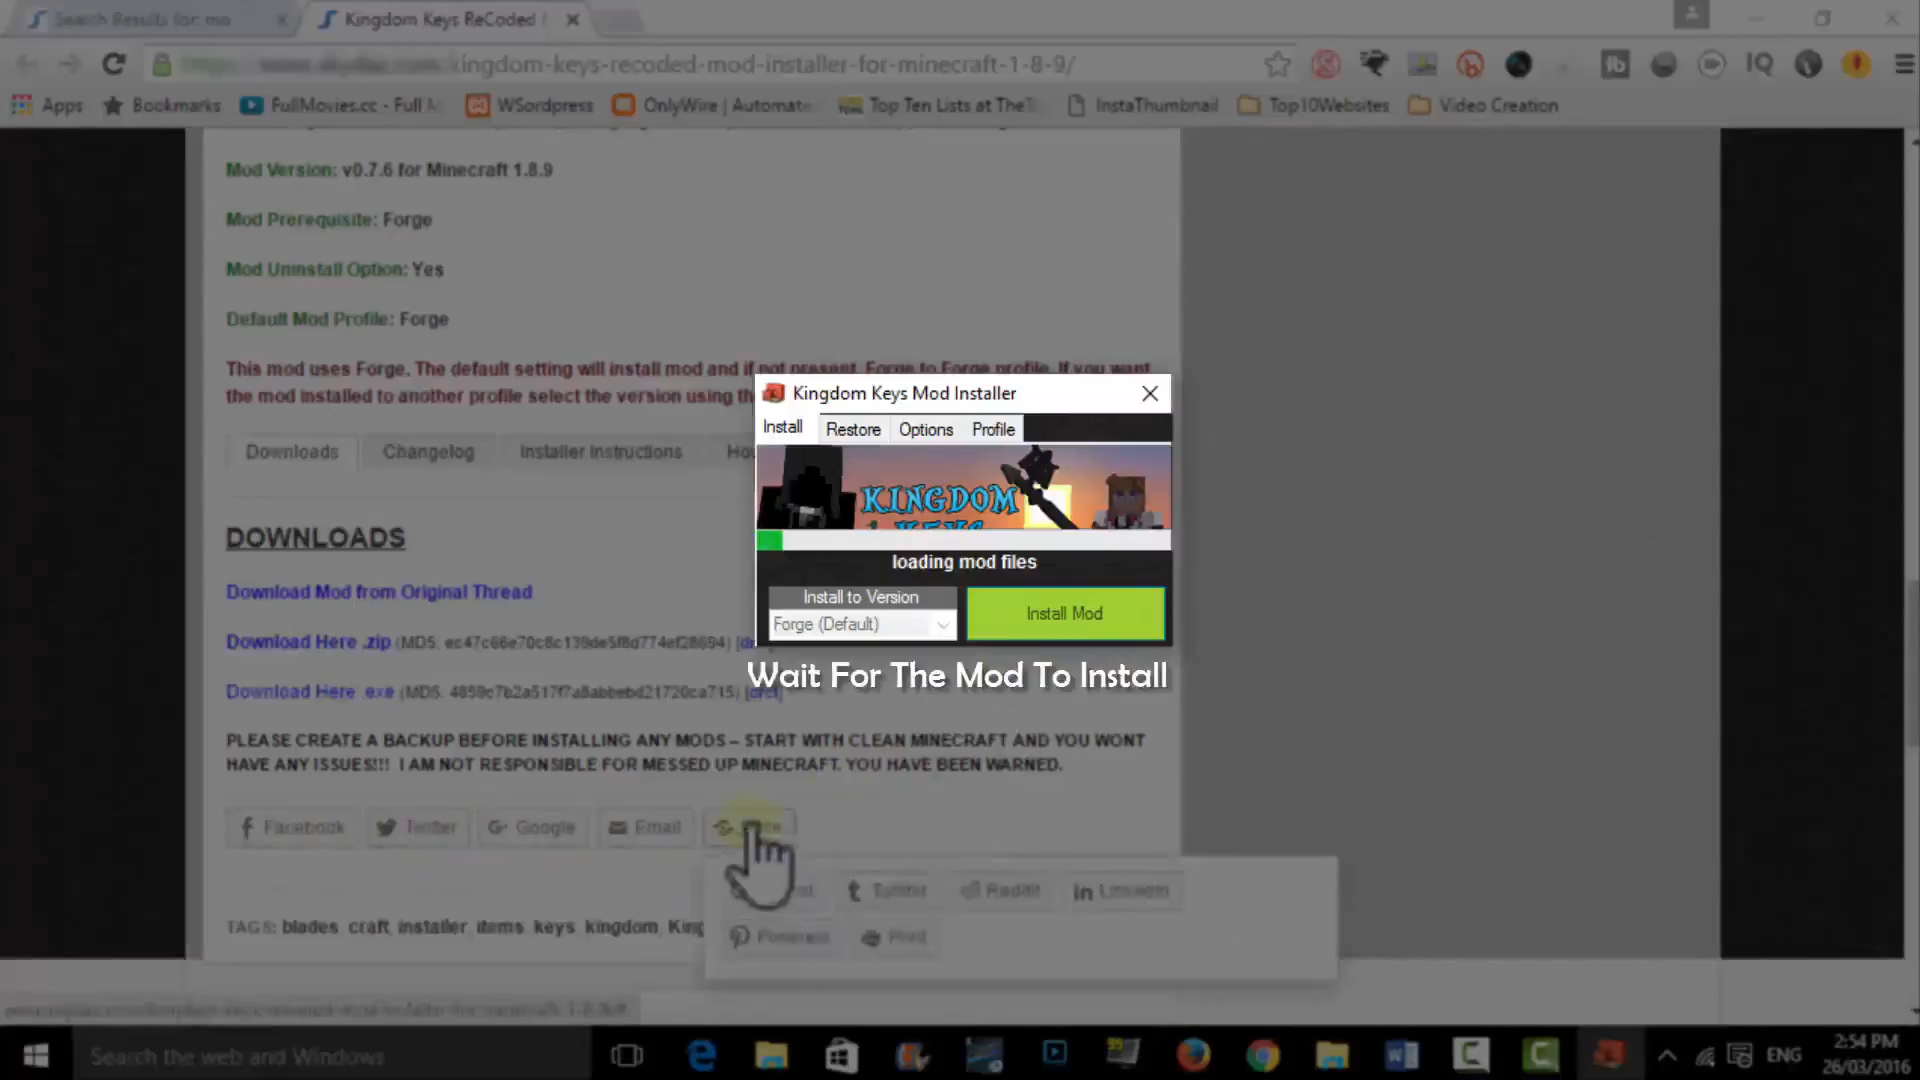 Search Results for: mo
Kingdom Keys ReCoded
kingdom-keys-recoded-mod-installer-for-minecraft-1-8-9/
IQ
Apps Bookmarks FullMovies.cc - Full WSordpress OnlyWire | Automate Top Ten Lists at TheT InstaThumbnail Top10Websites Video Creation
Mod Version: v0.7.6 for Minecraft 1.8.9
Mod Prerequisite: Forge
Mod Uninstall Option: Yes
Default Mod Profile: Forge
This mod uses Forge. The default setting will install mod and if not present, Forge to Forge profile. If you want
the mod installed to another profile select the version using
Kingdom Keys Mod Installer
Install Restore Options Profile
KINGDOM
KEYS
loading mod files
Install to Version
Forge (Default)
Install Mod
Wait For The Mod To Install
Downloads Changelog Installer Instructions
DOWNLOADS
Download Mod from Original Thread
Download Here .zip
Download Here .exe
PLEASE CREATE A BACKUP BEFORE INSTALLING ANY MODS – START WITH CLEAN MINECRAFT AND YOU WONT
HAVE ANY ISSUES!!! I AM NOT RESPONSIBLE FOR MESSED UP MINECRAFT. YOU HAVE BEEN WARNED.
Facebook Twitter Google Email
Tumblr Reddit LinkedIn
Pinterest Print
TAGS: blades craft installer items keys kingdom
Search the web and Windows
ENG
2:54 PM
26/03/2016